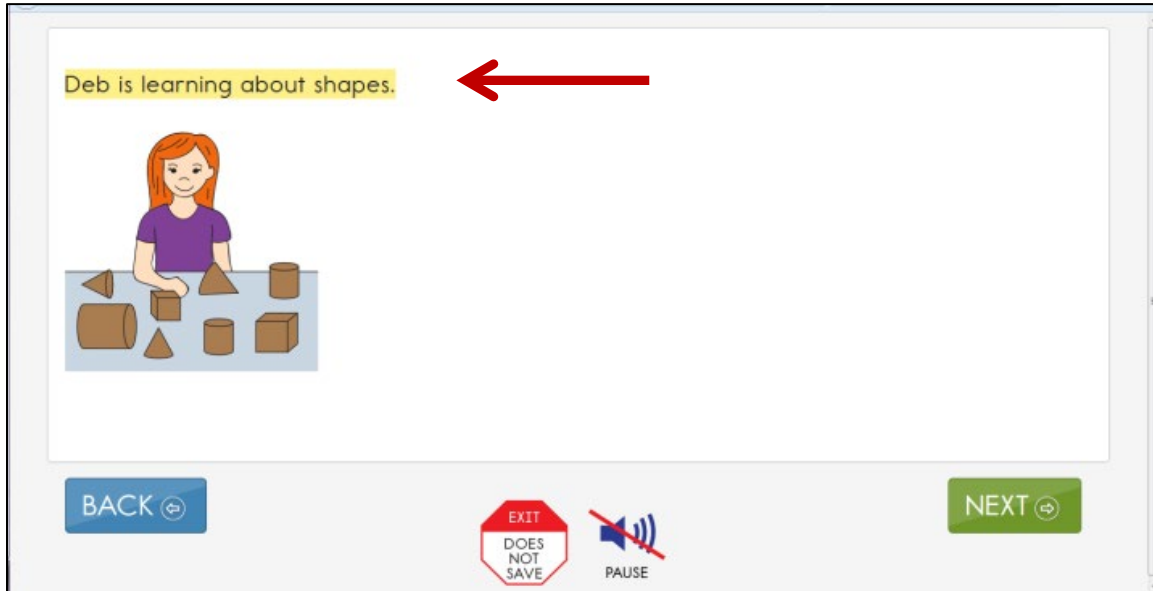 Deb is learning about shapes.
BACK
EXIT
DOES
NOT
SAVE
PAUSE
NEXT